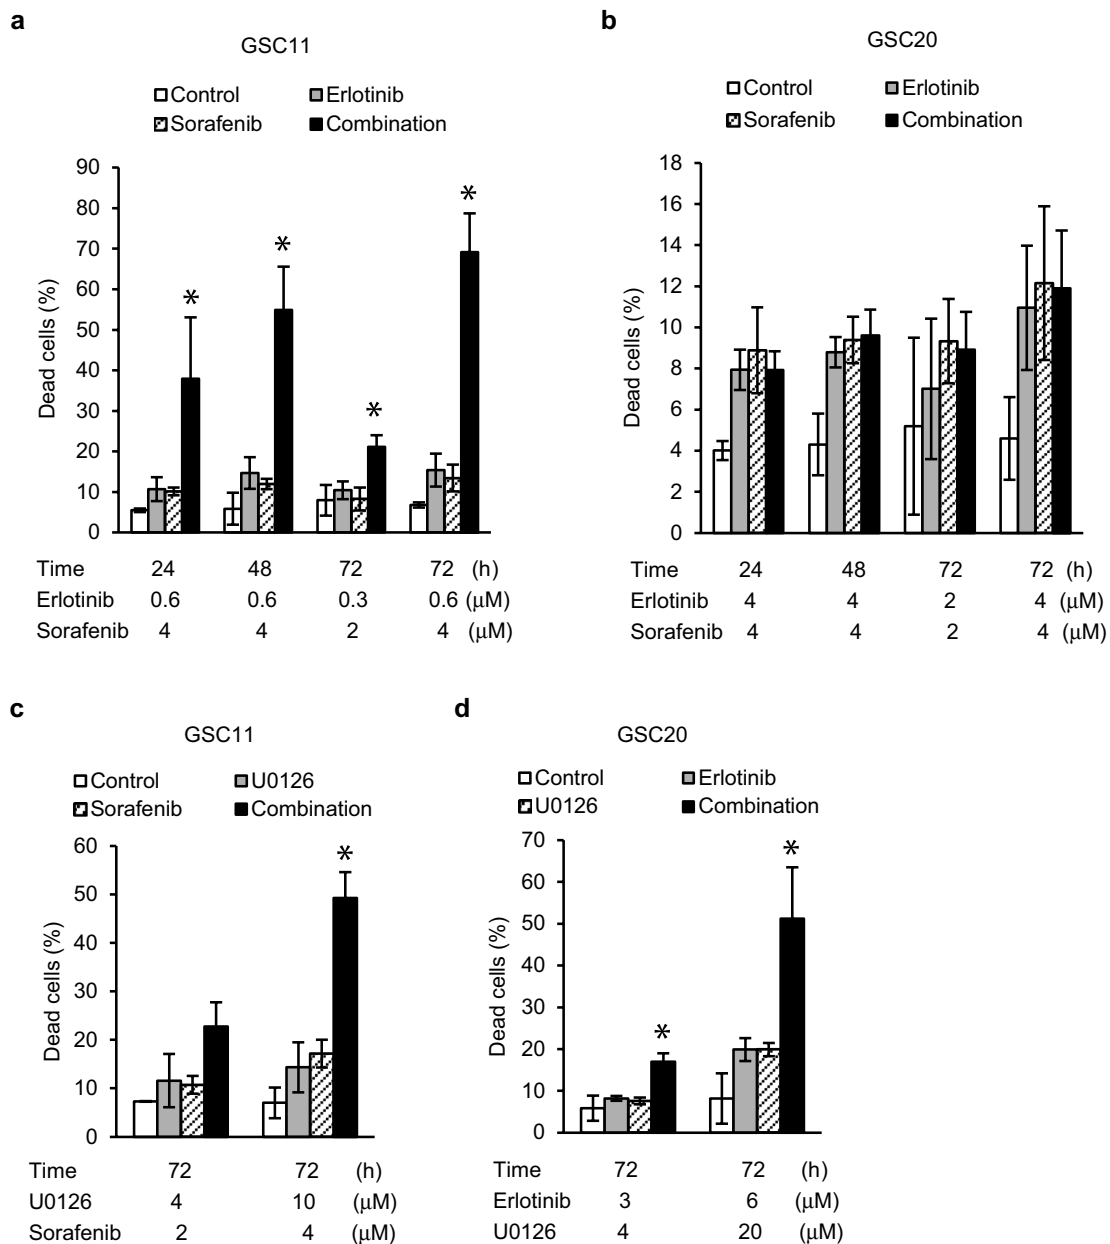 a
GSC11
Control Erlotinib
Sorafenib Combination
Dead cells (%)
90
80
70
60
50
40
30
20
10
0
* * * *
Time 24 48 72 72 (h)
Erlotinib 0.6 0.6 0.3 0.6 (μM)
Sorafenib 4 4 2 4 (μM)
b
GSC20
Control Erlotinib
Sorafenib Combination
Dead cells (%)
18
16
14
12
10
8
6
4
2
0
Time 24 48 72 72 (h)
Erlotinib 4 4 2 4 (μM)
Sorafenib 4 4 2 4 (μM)
c
GSC11
Control U0126
Sorafenib Combination
Dead cells (%)
60
50
40
30
20
10
0
*
Time 72 72 (h)
U0126 4 10 (μM)
Sorafenib 2 4 (μM)
d
GSC20
Control Erlotinib
U0126 Combination
Dead cells (%)
70
60
50
40
30
20
10
0
* *
Time 72 72 (h)
Erlotinib 3 6 (μM)
U0126 4 20 (μM)